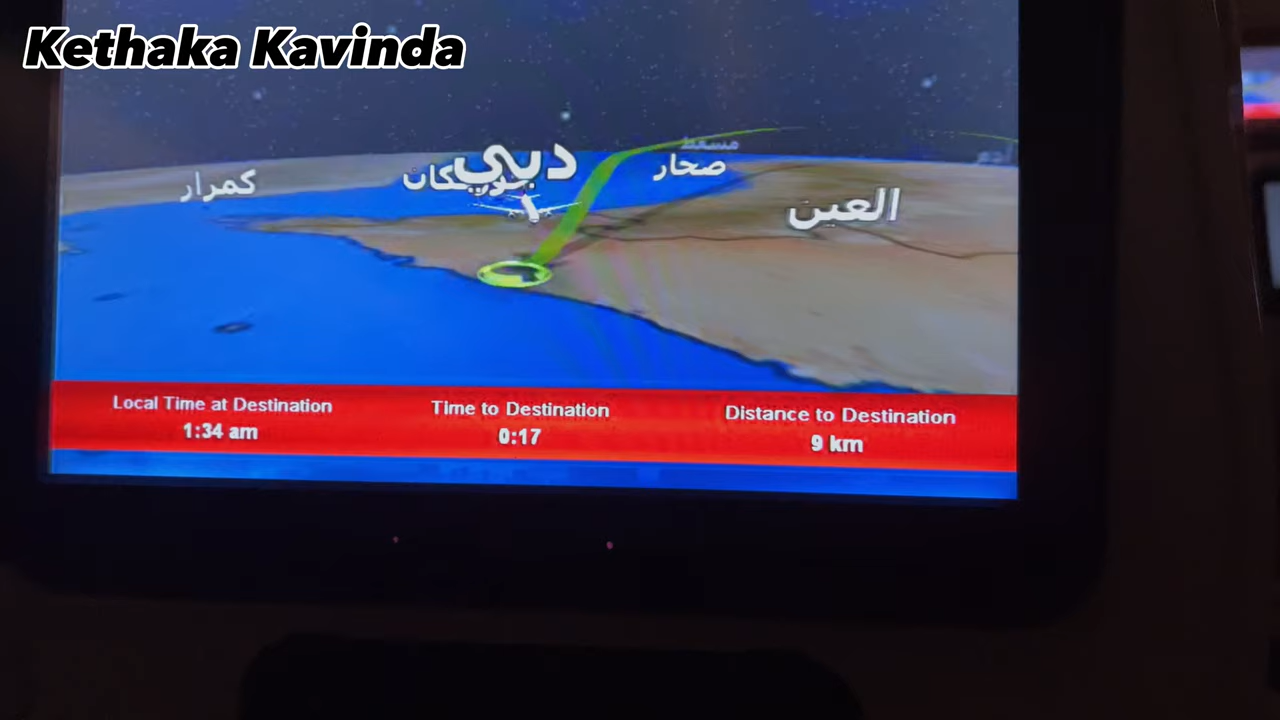 Kethaka Kavinda
دبي
صحار
مسقط
كمرار
العين
Local Time at Destination
1:34 am
Time to Destination
0:17
Distance to Destination
9 km